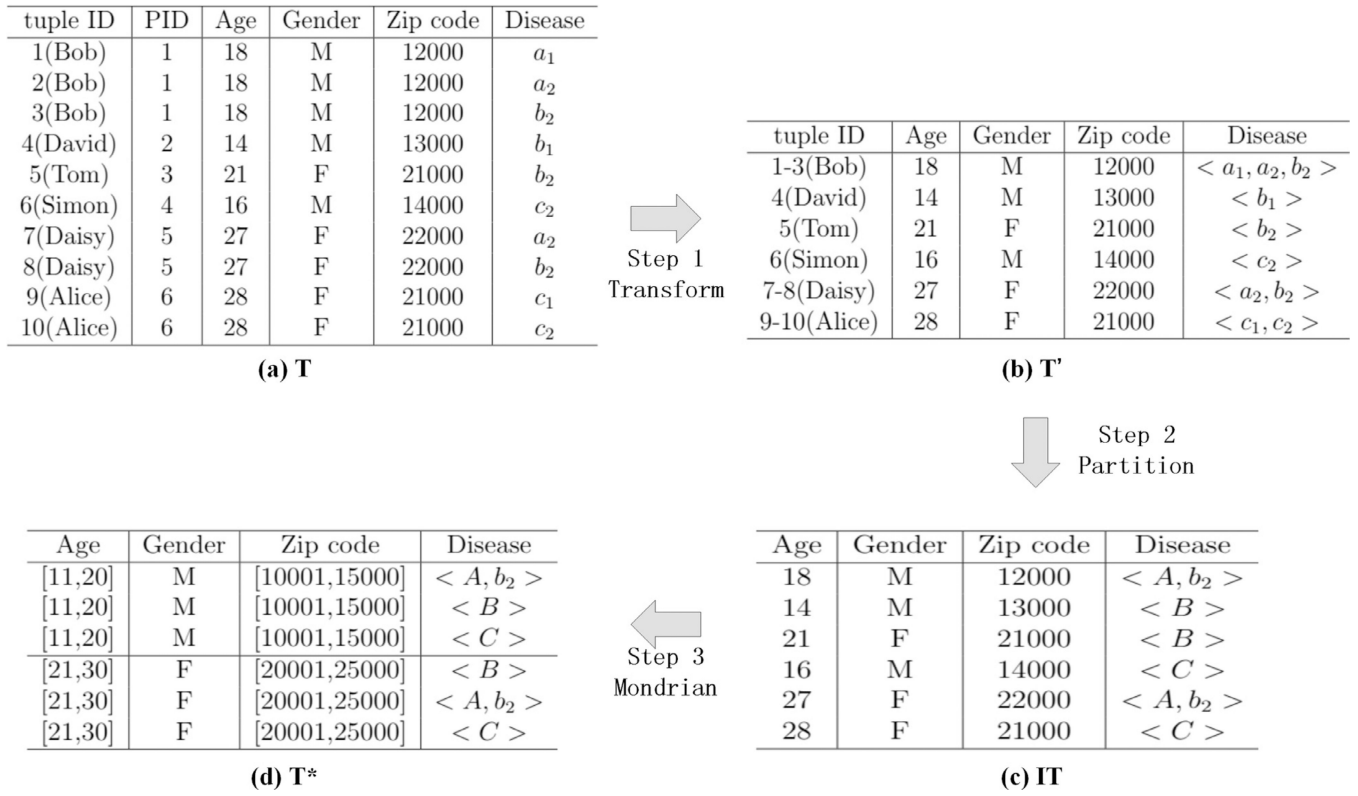 tuple ID PID Age Gender Zip code Disease
1(Bob) 1 18 M 12000 a₁
2(Bob) 1 18 M 12000 a₂
3(Bob) 1 18 M 12000 b₂
4(David) 2 14 M 13000 b₁
5(Tom) 3 21 F 21000 b₂
6(Simon) 4 16 M 14000 c₂
7(Daisy) 5 27 F 22000 a₂
8(Daisy) 5 27 F 22000 b₂
9(Alice) 6 28 F 21000 c₁
10(Alice) 6 28 F 21000 c₂
(a) T
Step 1
Transform
tuple ID Age Gender Zip code Disease
1-3(Bob) 18 M 12000 < a₁, a₂, b₂ >
4(David) 14 M 13000 < b₁ >
5(Tom) 21 F 21000 < b₂ >
6(Simon) 16 M 14000 < c₂ >
7-8(Daisy) 27 F 22000 < a₂, b₂ >
9-10(Alice) 28 F 21000 < c₁, c₂ >
(b) T'
Step 2
Partition
Age Gender Zip code Disease
18 M 12000 < A, b₂ >
14 M 13000 < B >
21 F 21000 < B >
16 M 14000 < C >
27 F 22000 < A, b₂ >
28 F 21000 < C >
(c) IT
Step 3
Mondrian
Age Gender Zip code Disease
[11,20] M [10001,15000] < A, b₂ >
[11,20] M [10001,15000] < B >
[11,20] M [10001,15000] < C >
[21,30] F [20001,25000] < B >
[21,30] F [20001,25000] < A, b₂ >
[21,30] F [20001,25000] < C >
(d) T*